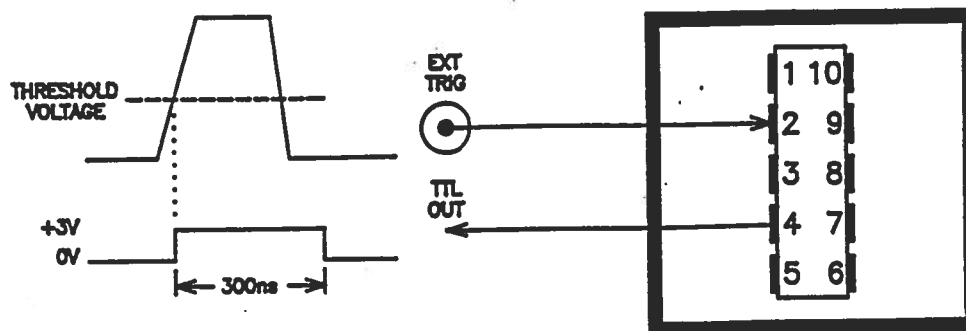 THRESHOLD
VOLTAGE
+3V
0V
300ns
EXT
TRIG
TTL
OUT
1 10
2 9
3 8
4 7
5 6